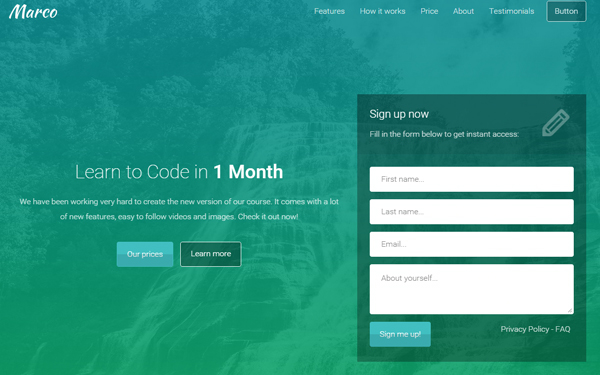 Marco
Features How it works Price About Testimonials Button
Learn to Code in 1 Month
We have been working very hard to create the new version of our course. It comes with a lot
of new features, easy to follow videos and images. Check it out now!
Our prices Learn more
Sign up now
Fill in the form below to get instant access:
First name...
Last name...
Email...
About yourself...
Sign me up! Privacy Policy - FAQ